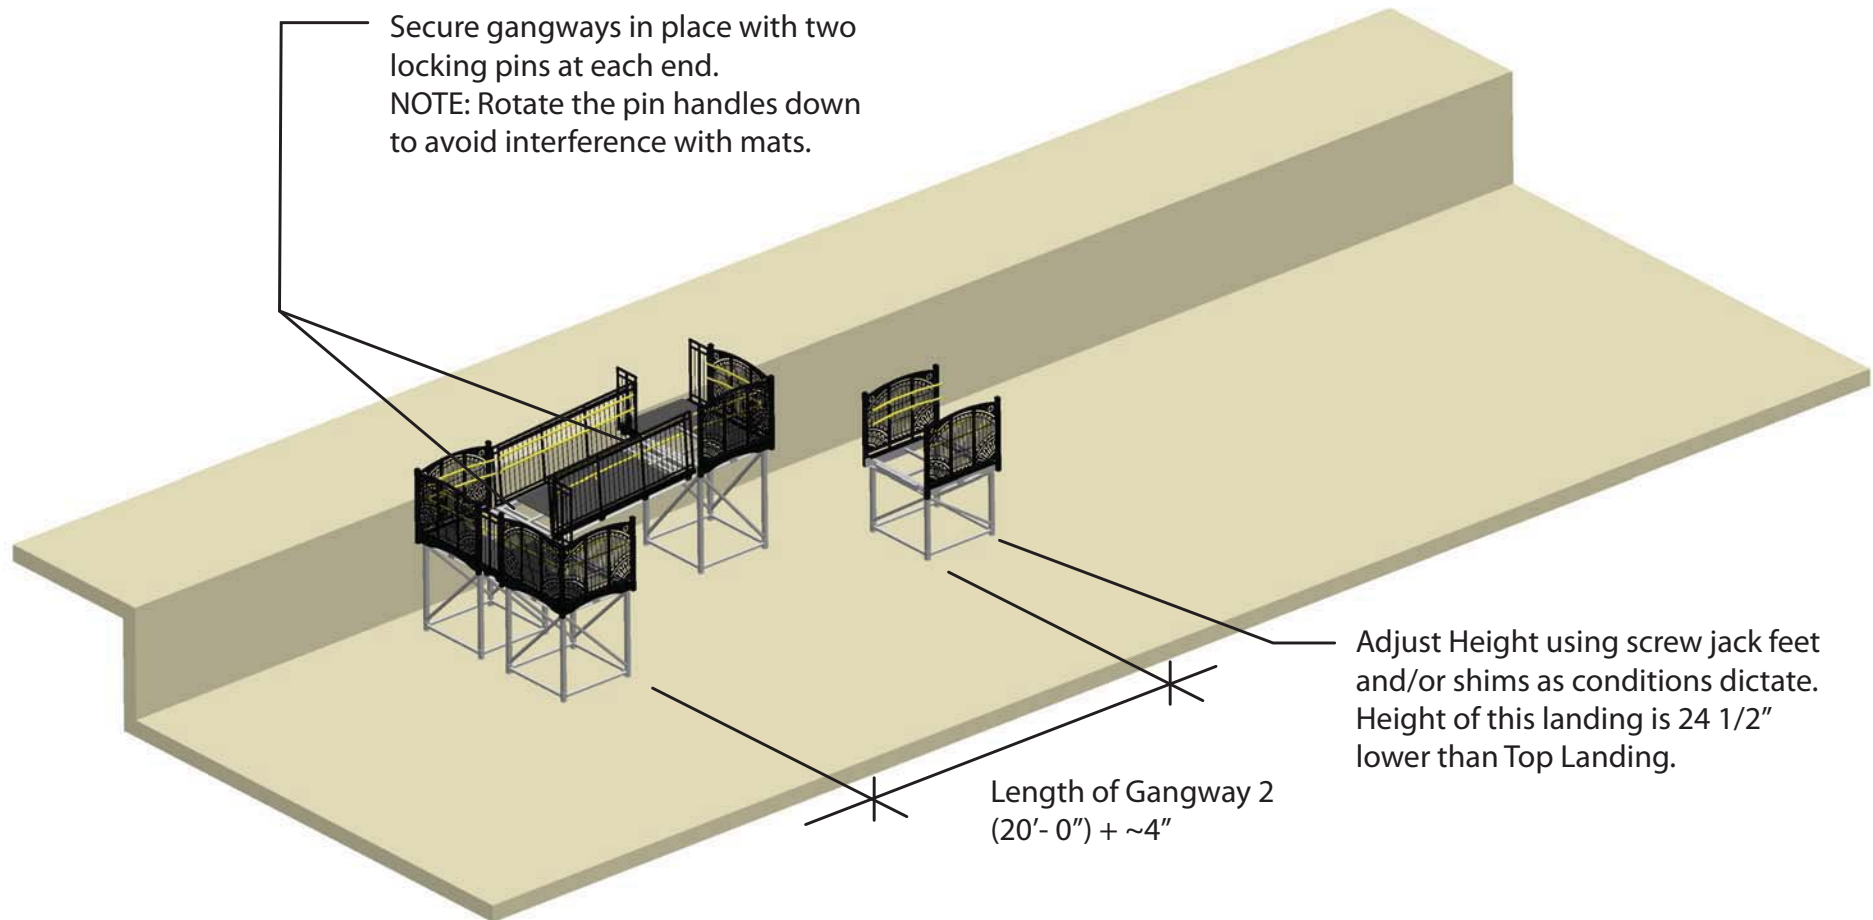 Secure gangways in place with two
locking pins at each end.
NOTE: Rotate the pin handles down
to avoid interference with mats.
Adjust Height using screw jack feet
and/or shims as conditions dictate.
Height of this landing is 24 1/2”
lower than Top Landing.
Length of Gangway 2
(20’- 0”) + ~4”